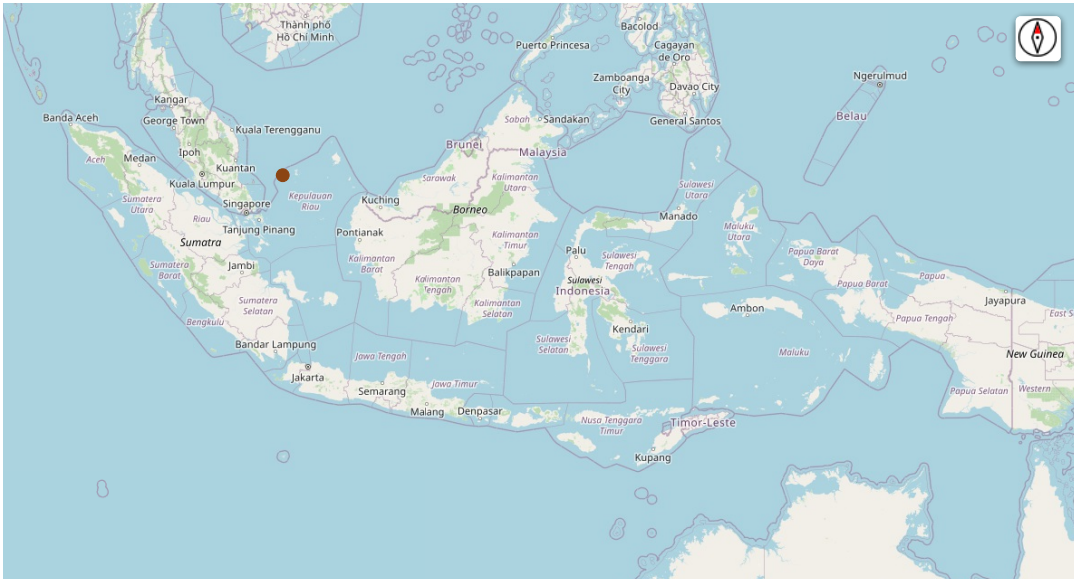 Thành phố
Hồ Chí Minh
Bacolod
Puerto Princesa
Cagayan
de Oro
Zamboanga
City
Davao City
Ngerulmud
Kangar
Banda Aceh
George Town
Kuala Terengganu
Sabah
Sandakan
General Santos
Belau
Ipoh
Brunei
Malaysia
Aceh
Medan
Kuantan
Kuala Lumpur
Sarawak
Kalimantan
Utara
Sulawesi
Utara
Sumatera
Utara
Kepulauan
Riau
Kuching
Singapore
Borneo
Manado
Riau
Tanjung Pinang
Pontianak
Maluku
Utara
Sumatra
Kalimantan
Timur
Palu
Papua Barat
Daya
Sumatera
Barat
Jambi
Kalimantan
Barat
Sulawesi
Tengah
Balikpapan
Papua
Papua Barat
Kalimantan
Tengah
Sulawesi
Indonesia
Sumatera
Selatan
Kalimantan
Selatan
Ambon
Jayapura
Bengkulu
Kendari
Papua Tengah
East S
Bandar Lampung
Sulawesi
Selatan
Sulawesi
Tenggara
Jawa Tengah
Maluku
New Guinea
Jakarta
Semarang
Jawa Timur
Papua Selatan
Western
Malang
Denpasar
Nusa Tenggara
Timur
Timor-Leste
Kupang